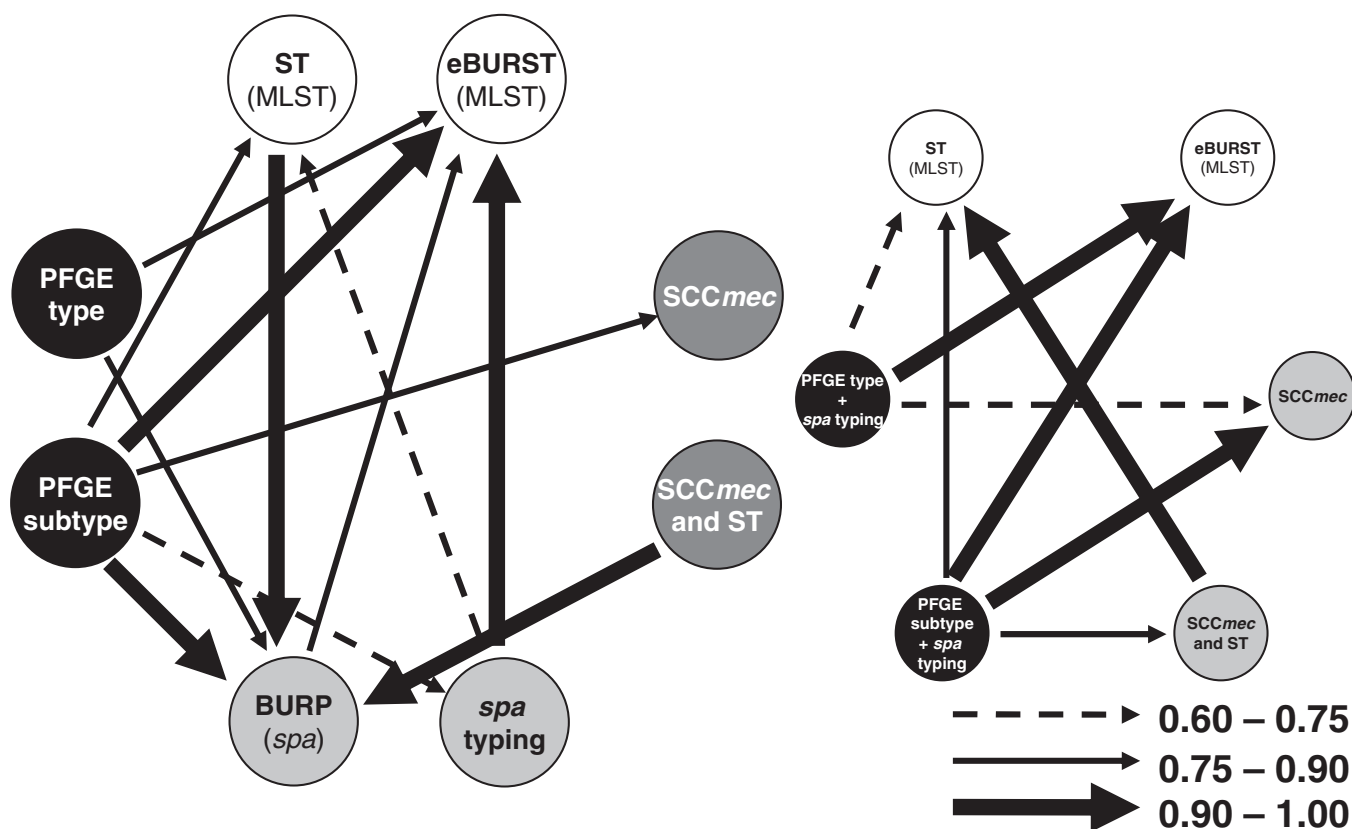 ST
(MLST)
eBURST
(MLST)
PFGE
type
SCCmec
PFGE
subtype
SCCmec
and ST
BURP
(spa)
spa
typing
ST
(MLST)
eBURST
(MLST)
PFGE type
+
spa typing
SCCmec
PFGE
subtype
+ spa
typing
SCCmec
and ST
0.60 – 0.75
0.75 – 0.90
0.90 – 1.00